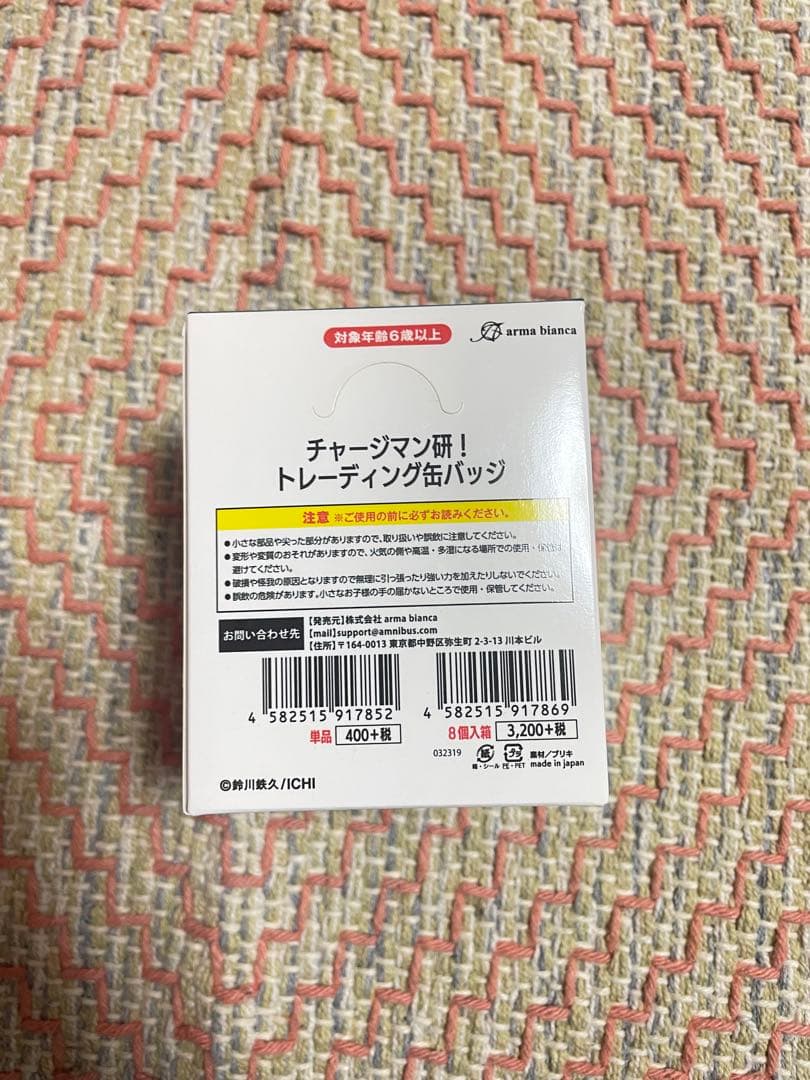 対象年齢6歳以上
arma bianca
チャージマン研！
トレーディング缶バッジ
注意 ※ご使用の前に必ずお読みください。
●小さな部品や尖った部分がありますので、取り扱いや誤飲に注意してください。
●変形や変質のおそれがありますので、火気の側や高温・多湿になる場所での使用・保管は
避けてください。
●破損や怪我の原因となりますので無理に引っ張ったり強い力を加えたりしないでください。
●誤飲の危険があります。小さなお子様の手の届かないところで使用・保管してください。
お問い合わせ先
【発売元】株式会社 arma bianca
【mail】support@amnibus.com
【住所】〒164-0013 東京都中野区弥生町 2-3-13 川本ビル
4 582515 917852
単品 400+税
4 582515 917869
8個入箱 3,200+税
032319
紙
箱・シール
プラ
PE・PET
素材/ブリキ
made in japan
©鈴川鉄久/ICHI